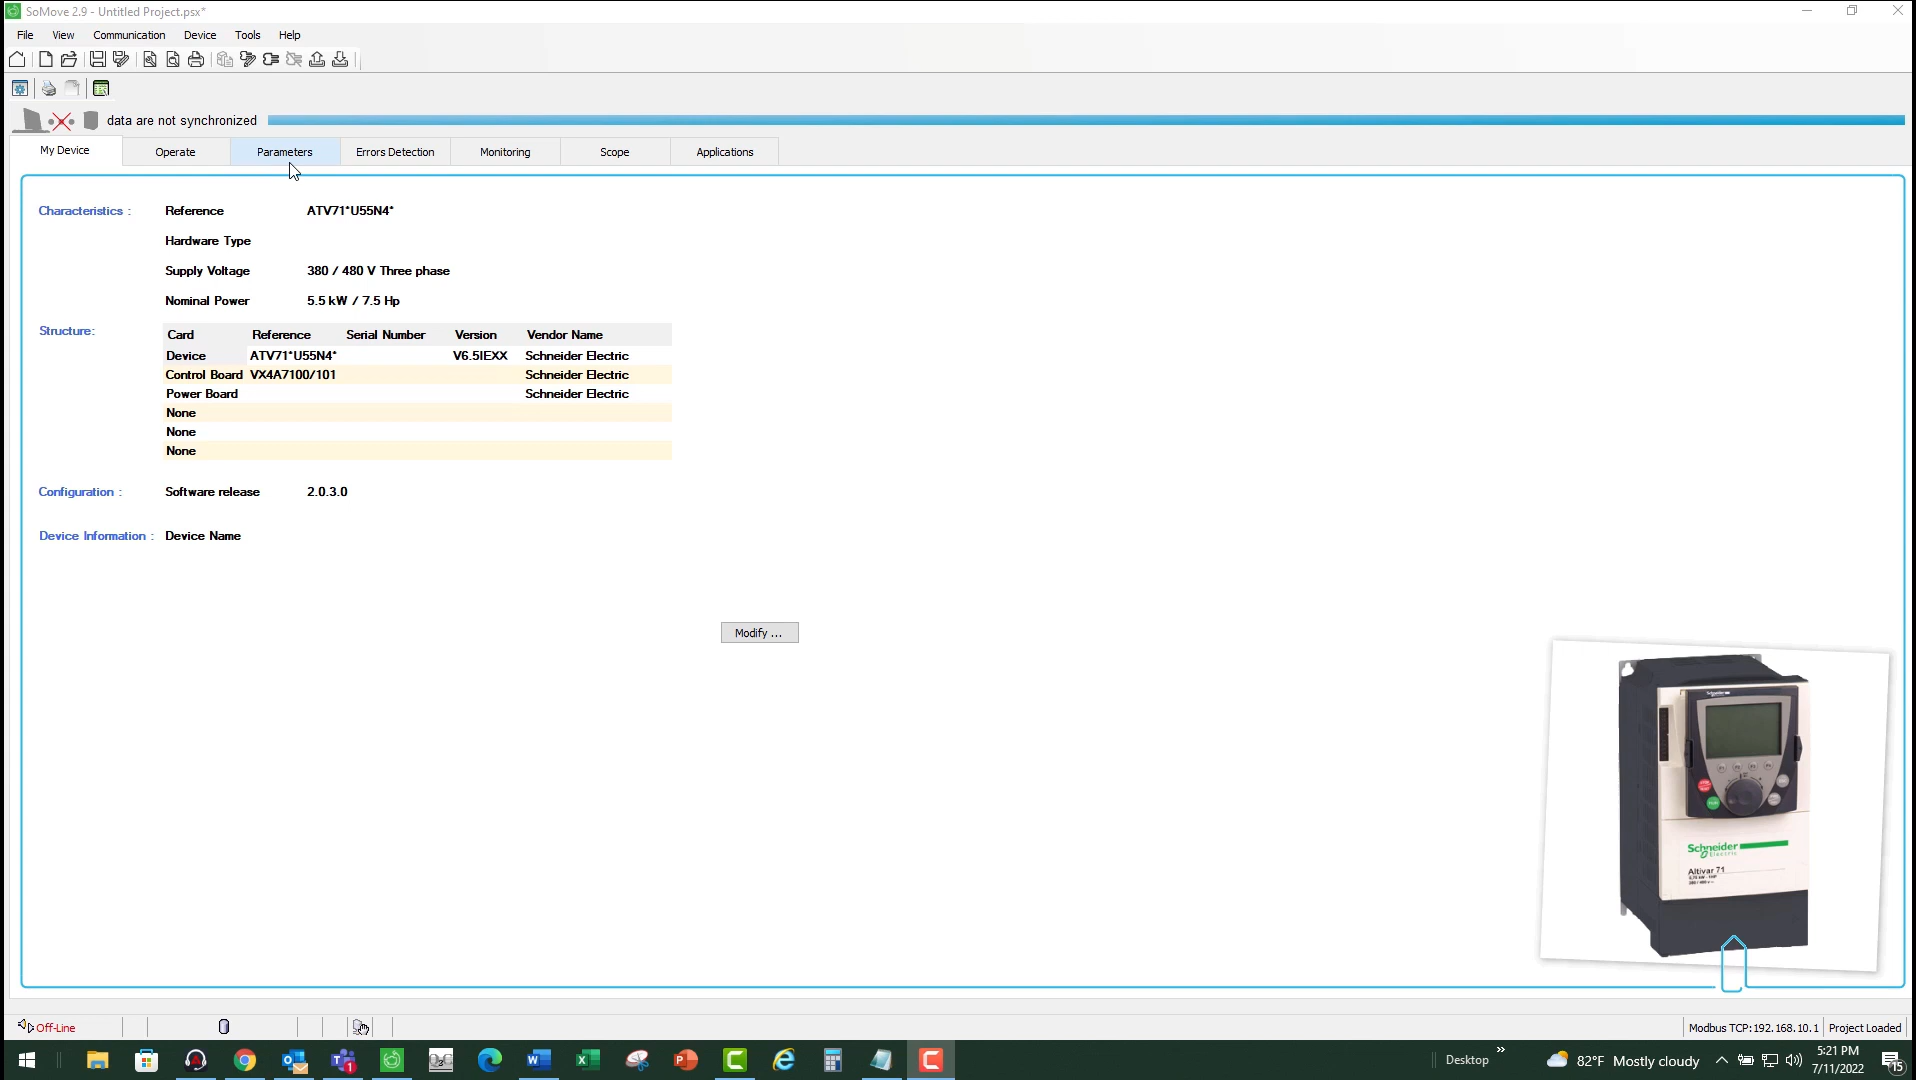 SoMove 2.9 - Untitled Project.psx*
File View Communication Device Tools Help
data are not synchronized
My Device Operate Parameters Errors Detection Monitoring Scope Applications
Characteristics : Reference ATV71*U55N4*
Hardware Type
Supply Voltage 380 / 480 V Three phase
Nominal Power 5.5 kW / 7.5 Hp
Structure: Card Reference Serial Number Version Vendor Name
Device ATV71*U55N4* V6.5IEXX Schneider Electric
Control Board VX4A7100/101 Schneider Electric
Power Board Schneider Electric
None
None
None
Configuration : Software release 2.0.3.0
Device Information : Device Name
Modify ...
Schneider
Electric
Altivar 71
Off-Line Modbus TCP:192.168.10.1 Project Loaded
Desktop 82°F Mostly cloudy 5:21 PM
7/11/2022
1
15